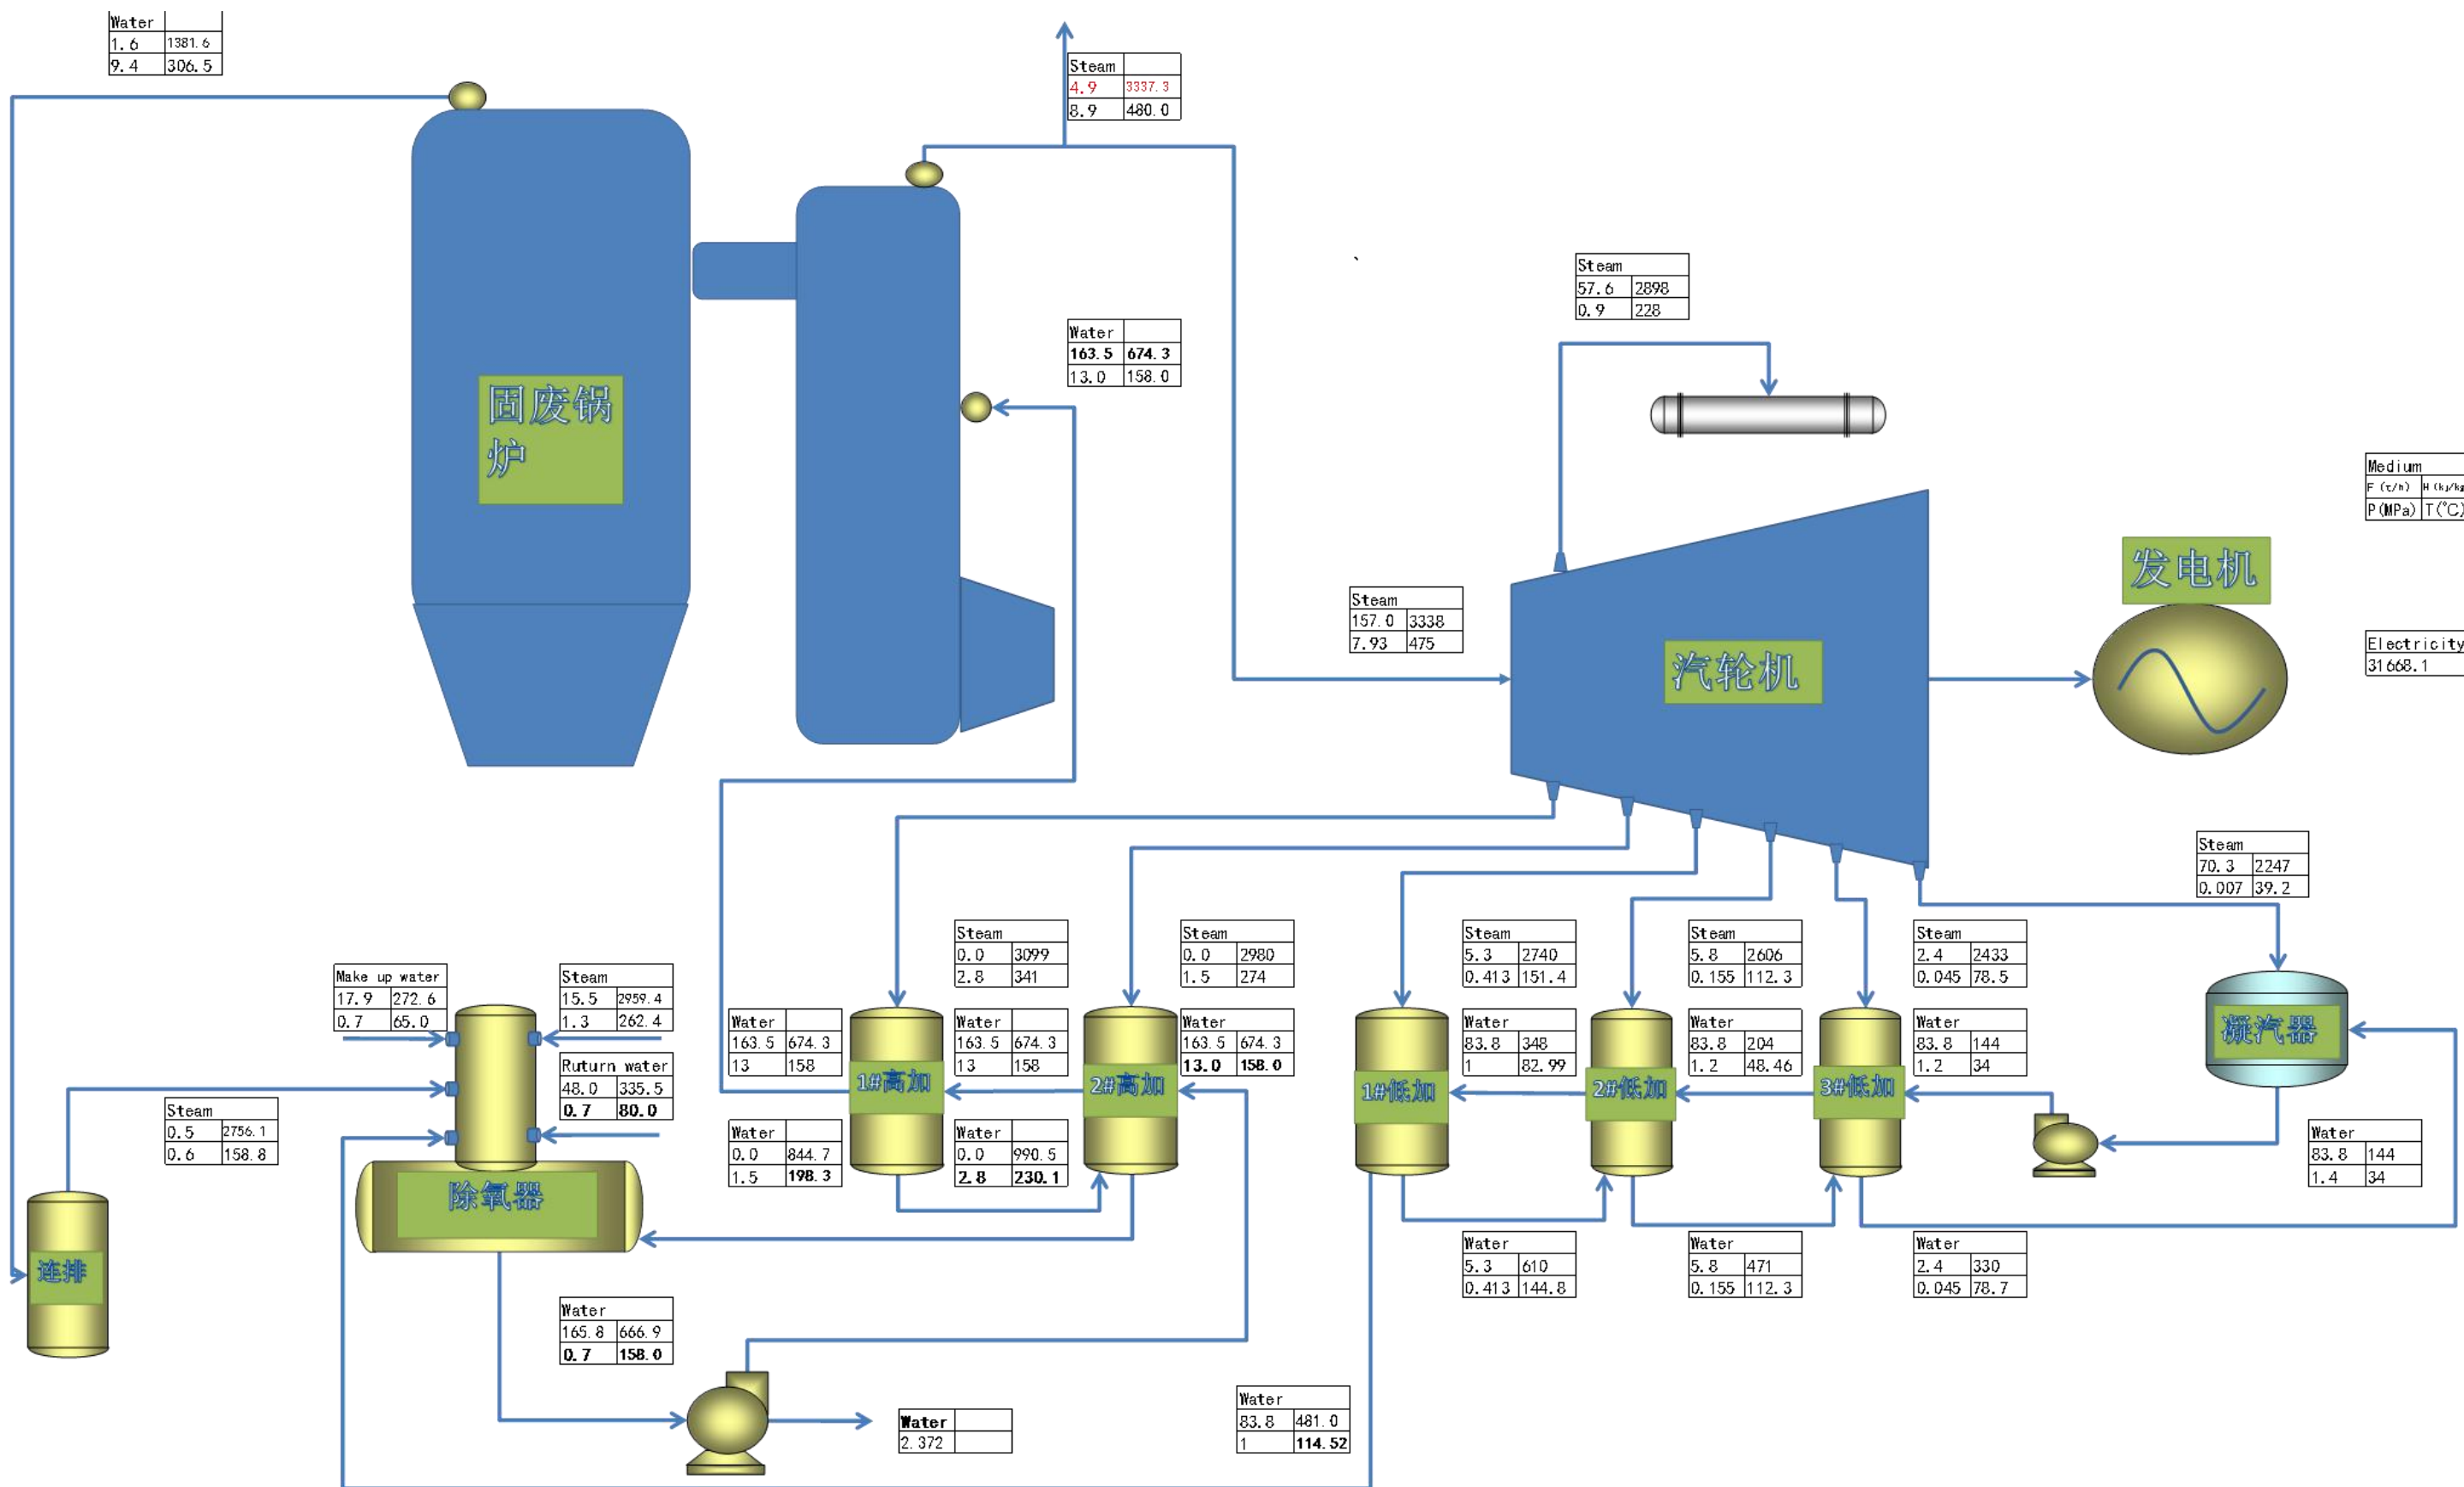 Water
1.6 1381.6
9.4 306.5
Steam
4.9 3337.3
8.9 480.0
、
Steam
57.6 2898
0.9 228
Water
163.5 674.3
13.0 158.0
固废锅
炉
Medium
F (t/h) H (kj/kg
P(MPa) T(℃)
发电机
Steam
157.0 3338
7.93 475
汽轮机
Electricity
31668.1
Steam
70.3 2247
0.007 39.2
Steam
0.0 3099
2.8 341
Steam
0.0 2980
1.5 274
Steam
5.3 2740
0.413 151.4
Steam
5.8 2606
0.155 112.3
Steam
2.4 2433
0.045 78.5
Make up water
17.9 272.6
0.7 65.0
Steam
15.5 2959.4
1.3 262.4
Water
163.5 674.3
13 158
Water
163.5 674.3
13 158
Water
163.5 674.3
13.0 158.0
Water
83.8 348
1 82.99
Water
83.8 204
1.2 48.46
Water
83.8 144
1.2 34
凝汽器
Ruturn water
48.0 335.5
0.7 80.0
1#高加
2#高加
1#低加
2#低加
3#低加
Steam
0.5 2756.1
0.6 158.8
Water
0.0 844.7
1.5 198.3
Water
0.0 990.5
2.8 230.1
Water
83.8 144
1.4 34
除氧器
连排
Water
5.3 610
0.413 144.8
Water
5.8 471
0.155 112.3
Water
2.4 330
0.045 78.7
Water
165.8 666.9
0.7 158.0
Water
2.372
Water
83.8 481.0
1 114.52